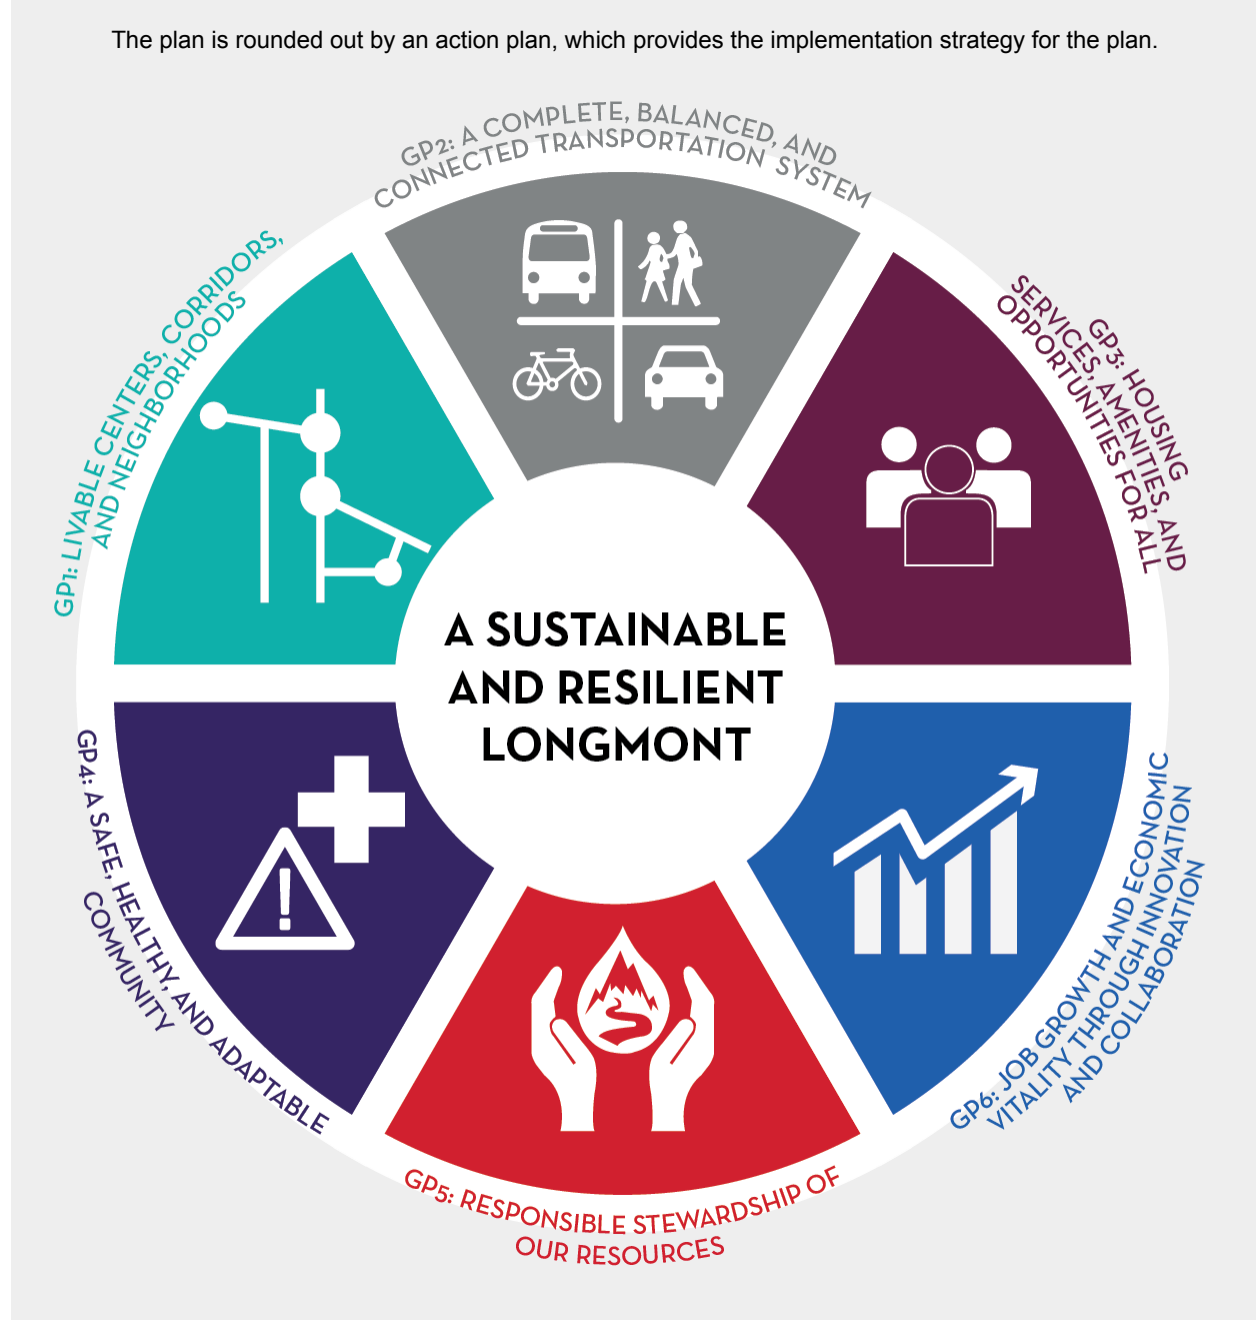 The plan is rounded out by an action plan, which provides the implementation strategy for the plan.
GP1: LIVABLE CENTERS, CORRIDORS,
AND NEIGHBORHOODS
GP2: A COMPLETE, BALANCED, AND
CONNECTED TRANSPORTATION SYSTEM
GP3: HOUSING
SERVICES, AMENITIES, AND
OPPORTUNITIES FOR ALL
A SUSTAINABLE
AND RESILIENT
LONGMONT
GP4: A SAFE, HEALTHY, AND ADAPTABLE
COMMUNITY
GP5: RESPONSIBLE STEWARDSHIP OF
OUR RESOURCES
GP6: JOB GROWTH AND ECONOMIC
VITALITY THROUGH INNOVATION
AND COLLABORATION